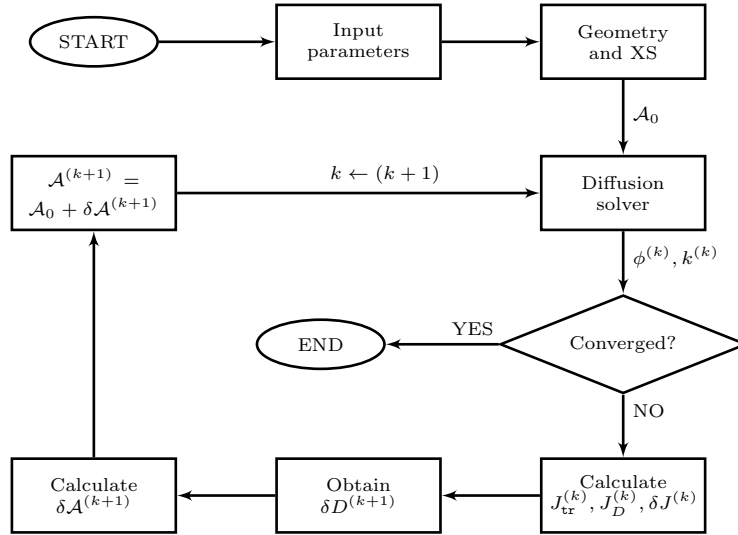 START
Input
parameters
Geometry
and XS
𝒜₀
𝒜⁽ᵏ⁺¹⁾ =
𝒜₀ + δ𝒜⁽ᵏ⁺¹⁾
k ← (k + 1)
Diffusion
solver
ϕ⁽ᵏ⁾, k⁽ᵏ⁾
Converged?
YES
END
NO
Calculate
J_tr⁽ᵏ⁾, J_D⁽ᵏ⁾, δJ⁽ᵏ⁾
Obtain
δD⁽ᵏ⁺¹⁾
Calculate
δ𝒜⁽ᵏ⁺¹⁾